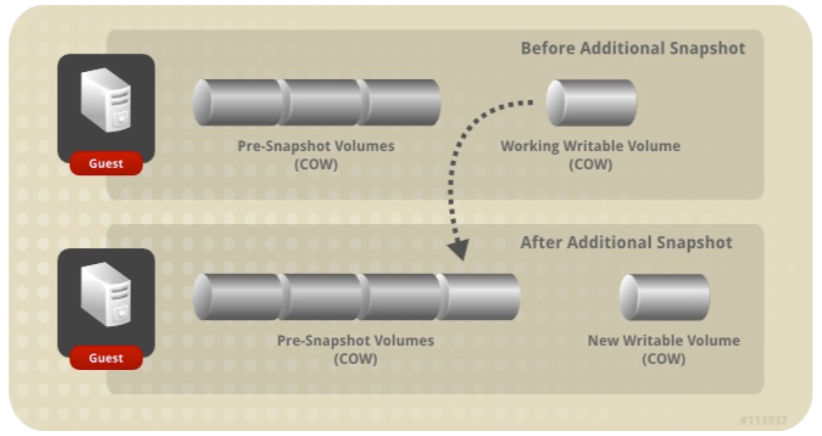 Before Additional Snapshot
Guest
Pre-Snapshot Volumes
(COW)
Working Writable Volume
(COW)
After Additional Snapshot
Guest
Pre-Snapshot Volumes
(COW)
New Writable Volume
(COW)
#113937